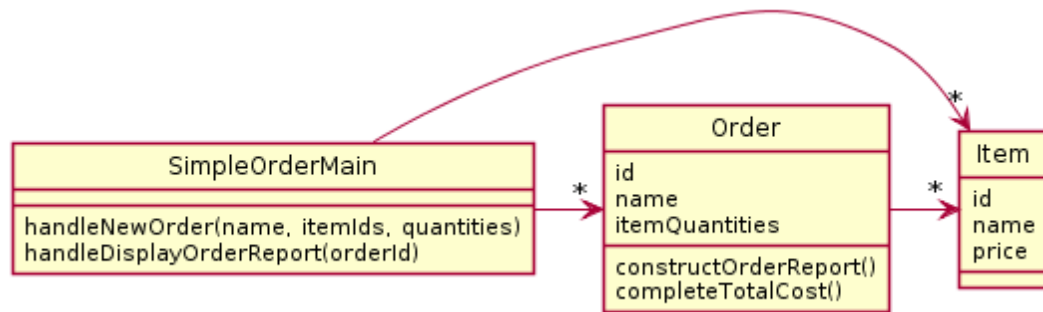 SimpleOrderMain
handleNewOrder(name, itemIds, quantities)
handleDisplayOrderReport(orderId)
*
Order
id
name
itemQuantities
constructOrderReport()
completeTotalCost()
*
*
Item
id
name
price